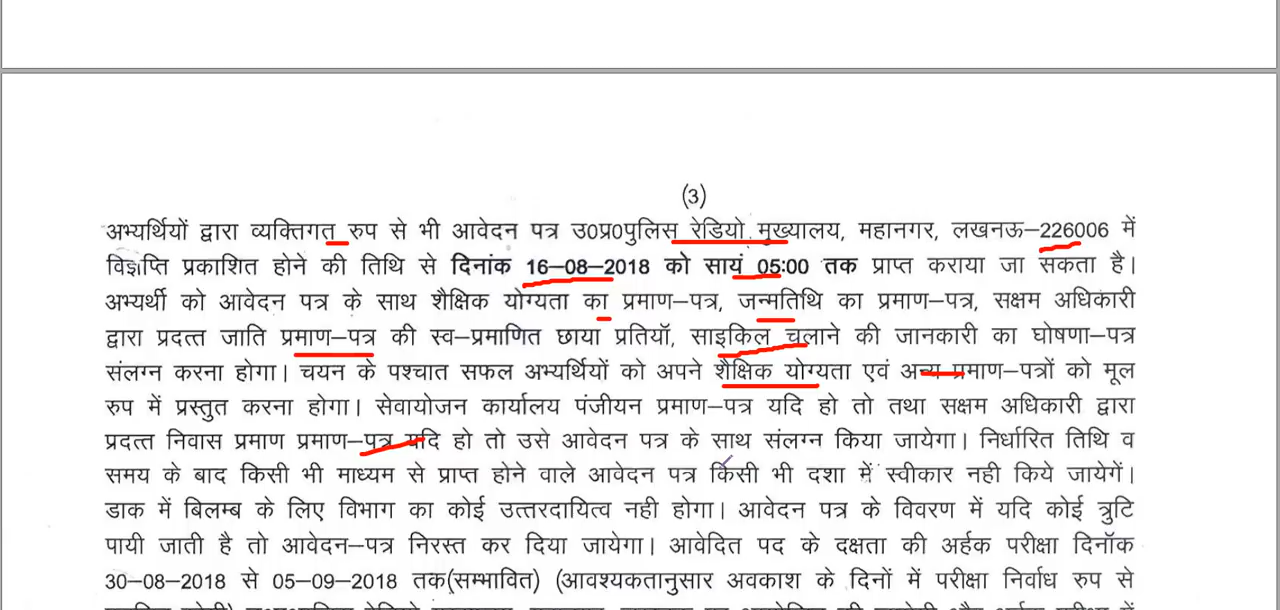 (3)
अभ्यर्थियों द्वारा व्यक्तिगत रुप से भी आवेदन पत्र उ0प्र0पुलिस रेडियो मुख्यालय, महानगर, लखनऊ–226006 में
विज्ञप्ति प्रकाशित होने की तिथि से दिनांक 16–08–2018 को सायं 05:00 तक प्राप्त कराया जा सकता है।
अभ्यर्थी को आवेदन पत्र के साथ शैक्षिक योग्यता का प्रमाण–पत्र, जन्मतिथि का प्रमाण–पत्र, सक्षम अधिकारी
द्वारा प्रदत्त जाति प्रमाण–पत्र की स्व–प्रमाणित छाया प्रतियॉ, साइकिल चलाने की जानकारी का घोषणा–पत्र
संलग्न करना होगा। चयन के पश्चात सफल अभ्यर्थियों को अपने शैक्षिक योग्यता एवं अन्य प्रमाण–पत्रों को मूल
रुप में प्रस्तुत करना होगा। सेवायोजन कार्यालय पंजीयन प्रमाण–पत्र यदि हो तो तथा सक्षम अधिकारी द्वारा
प्रदत्त निवास प्रमाण प्रमाण–पत्र यदि हो तो उसे आवेदन पत्र के साथ संलग्न किया जायेगा। निर्धारित तिथि व
समय के बाद किसी भी माध्यम से प्राप्त होने वाले आवेदन पत्र किसी भी दशा में स्वीकार नही किये जायेगें।
डाक में बिलम्ब के लिए विभाग का कोई उत्तरदायित्व नही होगा। आवेदन पत्र के विवरण में यदि कोई त्रुटि
पायी जाती है तो आवेदन–पत्र निरस्त कर दिया जायेगा। आवेदित पद के दक्षता की अर्हक परीक्षा दिनॉक
30–08–2018 से 05–09–2018 तक(सम्भावित) (आवश्यकतानुसार अवकाश के दिनों में परीक्षा निर्वाध रुप से